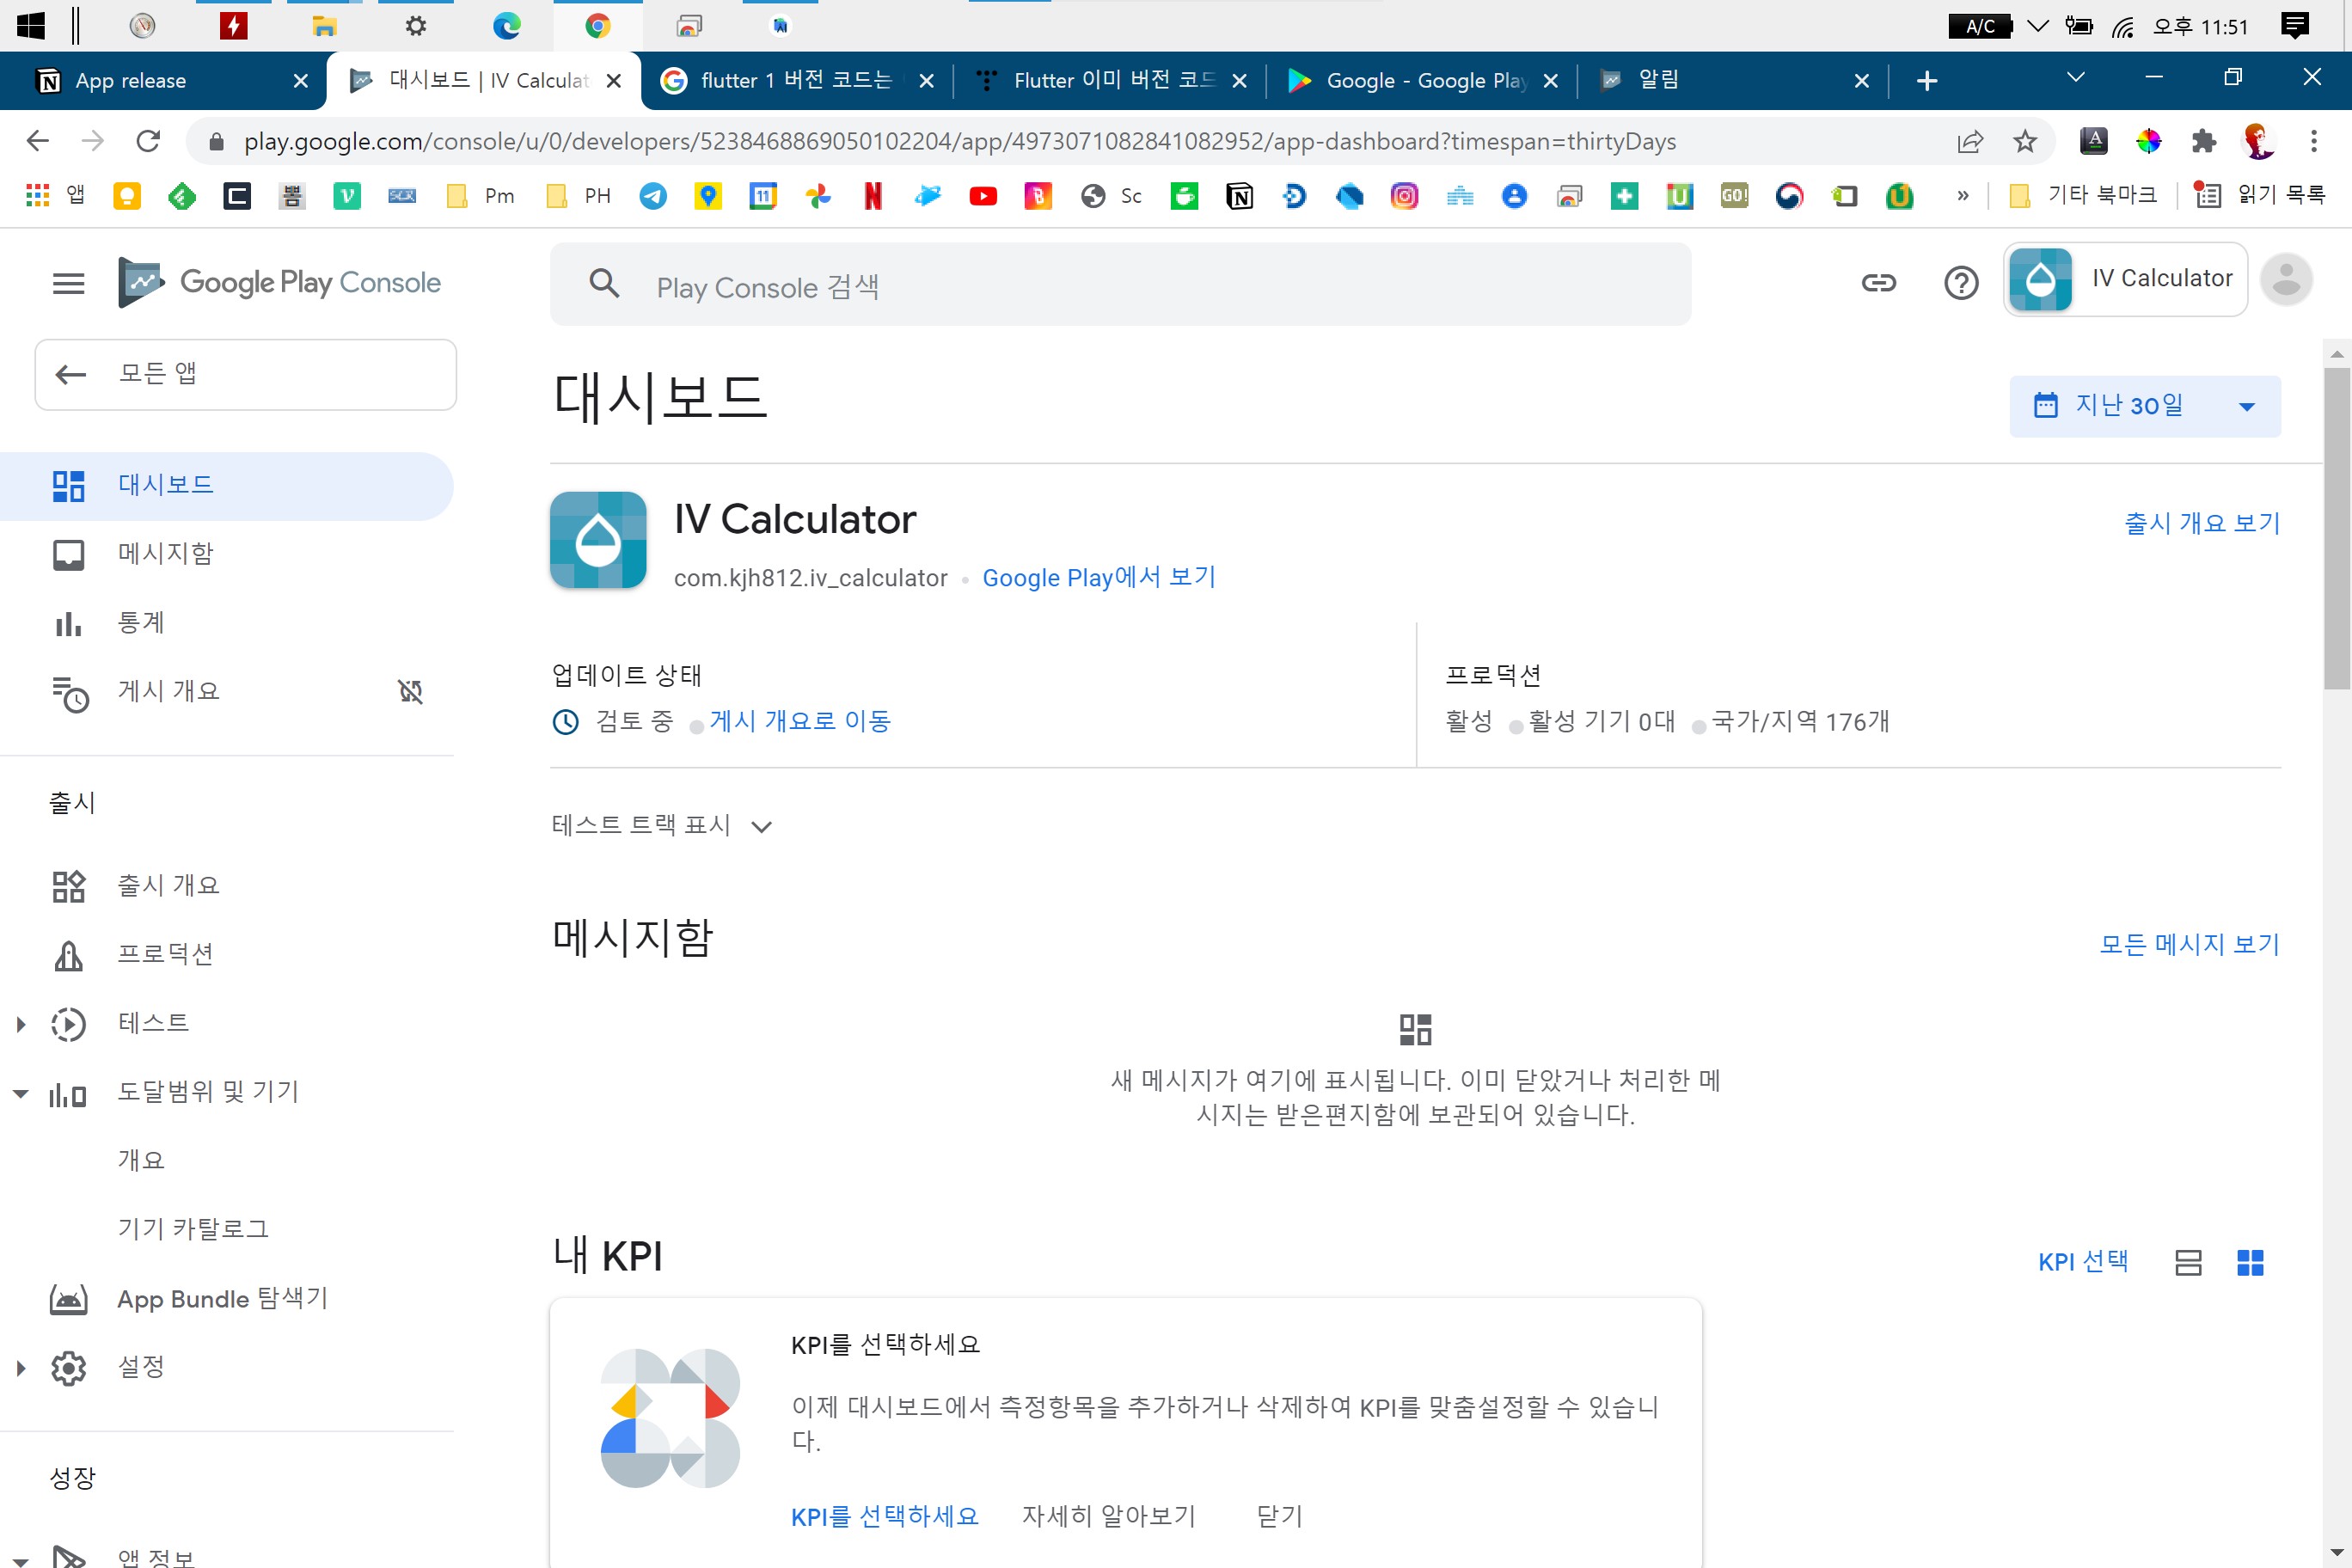 A/C
오후 11:51
App release
대시보드 | IV Calculat
flutter 1 버전 코드는
Flutter 이미 버전 코드
Google - Google Play
알림
play.google.com/console/u/0/developers/5238468869050102204/app/4973071082841082952/app-dashboard?timespan=thirtyDays
앱
Pm
PH
Sc
기타 북마크
읽기 목록
Google Play Console
Play Console 검색
IV Calculator
모든 앱
대시보드
메시지함
통계
게시 개요
출시
출시 개요
프로덕션
테스트
도달범위 및 기기
개요
기기 카탈로그
App Bundle 탐색기
설정
성장
앱 정보
대시보드
지난 30일
IV Calculator
출시 개요 보기
com.kjh812.iv_calculator
Google Play에서 보기
업데이트 상태
검토 중
게시 개요로 이동
프로덕션
활성
활성 기기 0대
국가/지역 176개
테스트 트랙 표시
메시지함
모든 메시지 보기
새 메시지가 여기에 표시됩니다. 이미 닫았거나 처리한 메
시지는 받은편지함에 보관되어 있습니다.
내 KPI
KPI 선택
KPI를 선택하세요
이제 대시보드에서 측정항목을 추가하거나 삭제하여 KPI를 맞춤설정할 수 있습니
다.
KPI를 선택하세요
자세히 알아보기
닫기